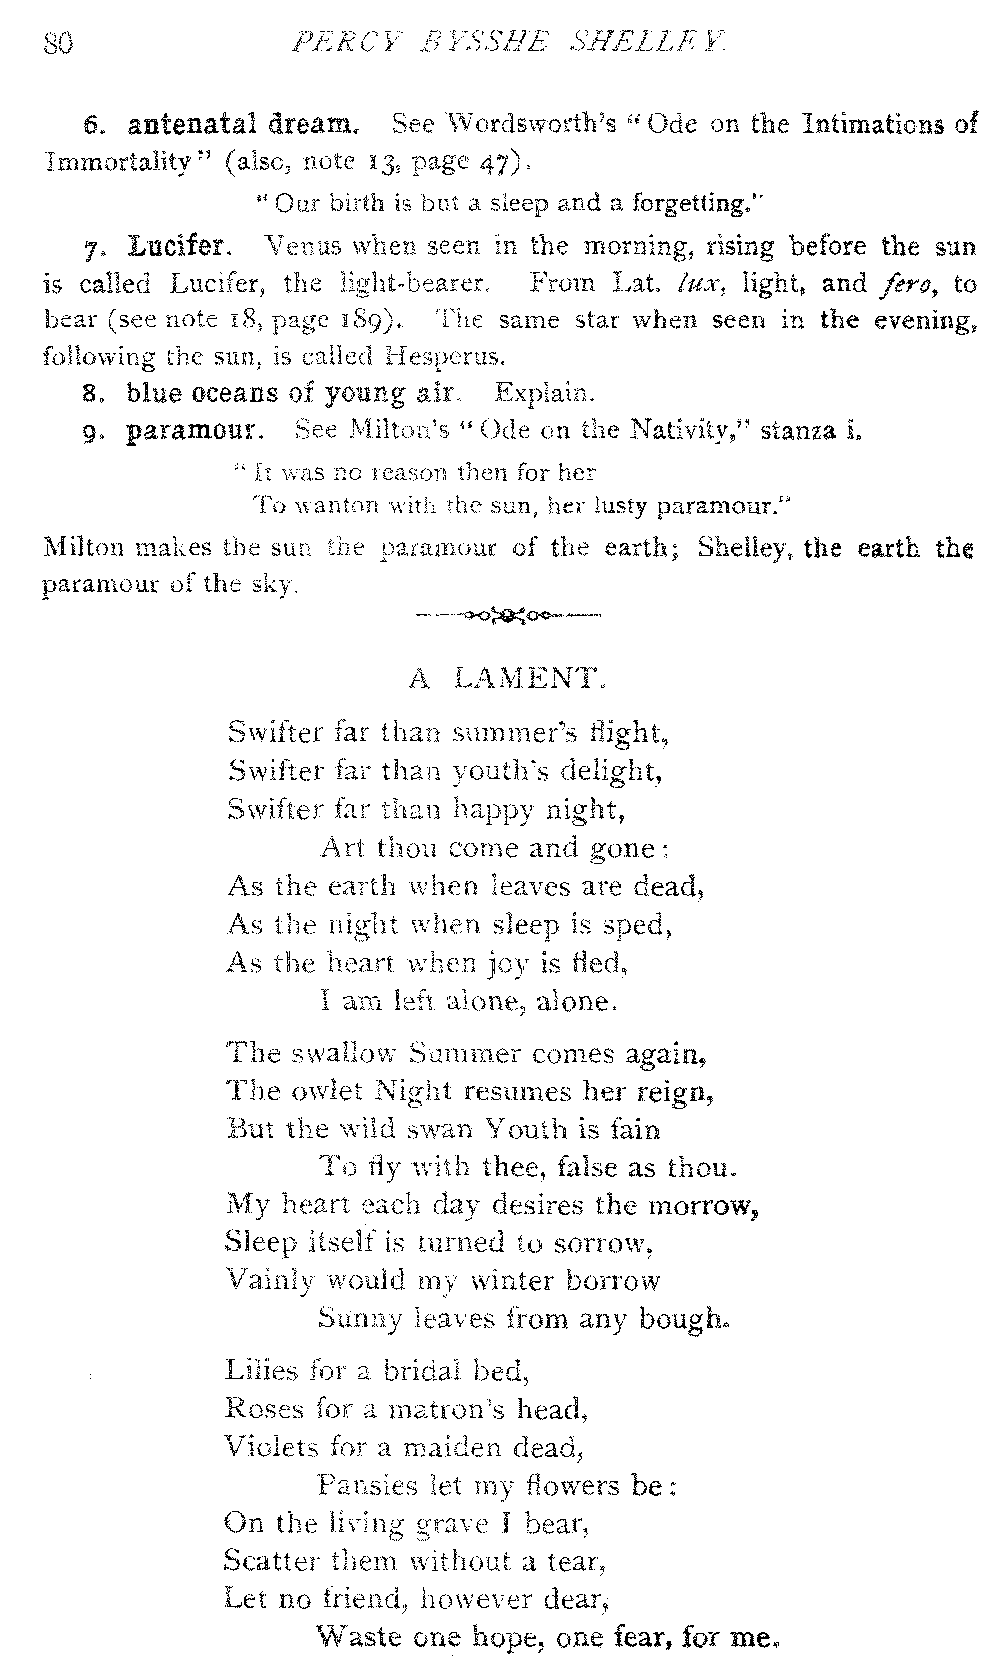 80 PERCY BYSSHE SHELLEY.
6. antenatal dream. See Wordsworth's "Ode on the Intimations of
Immortality" (also, note 13, page 47).
"Our birth is but a sleep and a forgetting."
7. Lucifer. Venus when seen in the morning, rising before the sun
is called Lucifer, the light-bearer. From Lat. lux, light, and fero, to
bear (see note 18, page 189). The same star when seen in the evening,
following the sun, is called Hesperus.
8. blue oceans of young air. Explain.
9. paramour. See Milton's "Ode on the Nativity," stanza i.
"It was no reason then for her
To wanton with the sun, her lusty paramour."
Milton makes the sun the paramour of the earth; Shelley, the earth the
paramour of the sky.
A LAMENT.
Swifter far than summer's flight,
Swifter far than youth's delight,
Swifter far than happy night,
Art thou come and gone:
As the earth when leaves are dead,
As the night when sleep is sped,
As the heart when joy is fled,
I am left alone, alone.
The swallow Summer comes again,
The owlet Night resumes her reign,
But the wild swan Youth is fain
To fly with thee, false as thou.
My heart each day desires the morrow,
Sleep itself is turned to sorrow,
Vainly would my winter borrow
Sunny leaves from any bough.
Lilies for a bridal bed,
Roses for a matron's head,
Violets for a maiden dead,
Pansies let my flowers be:
On the living grave I bear,
Scatter them without a tear,
Let no friend, however dear,
Waste one hope, one fear, for me.